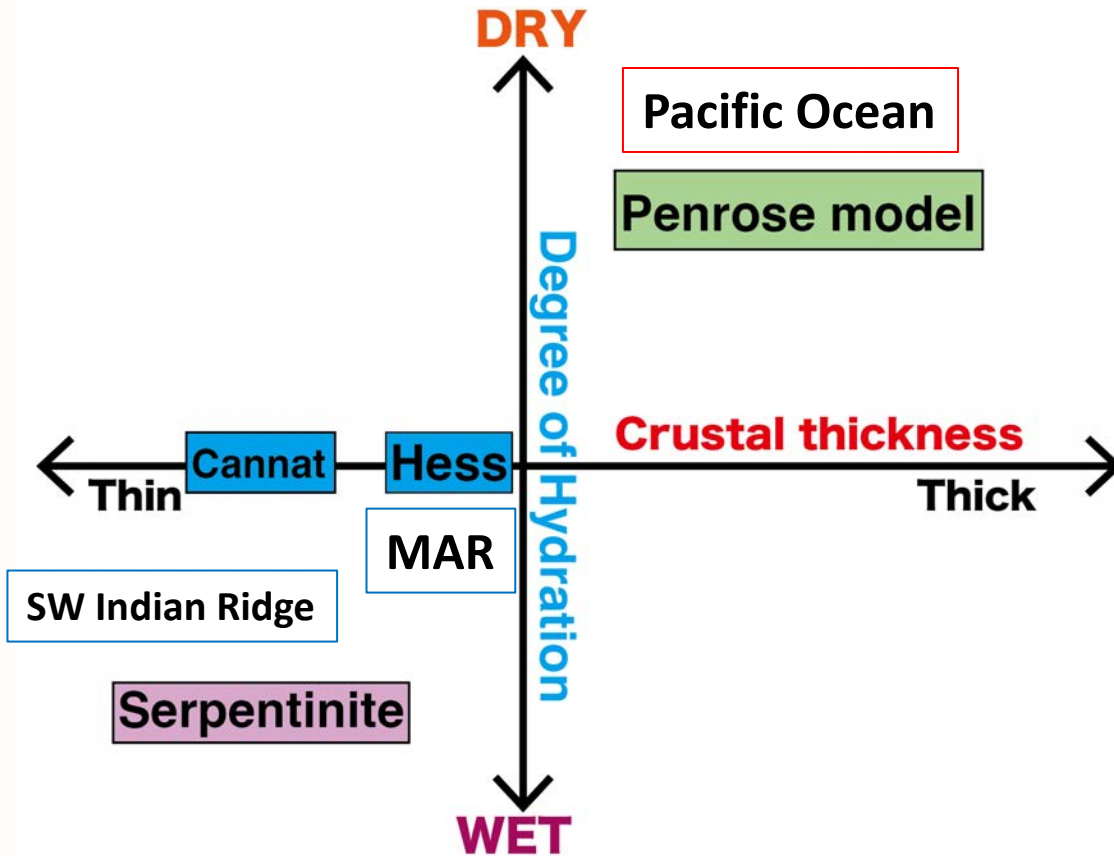 DRY
Pacific Ocean
Penrose model
Degree of Hydration
Crustal thickness
Cannat
Hess
Thin
Thick
MAR
SW Indian Ridge
Serpentinite
WET